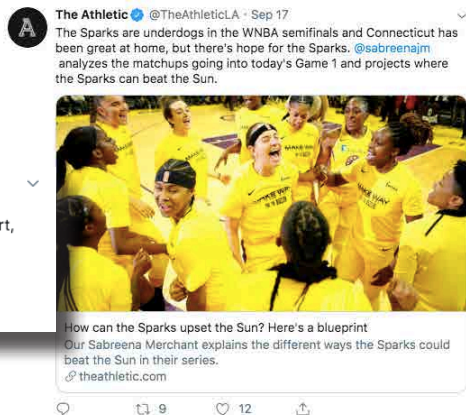 The Athletic @TheAthleticLA · Sep 17
The Sparks are underdogs in the WNBA semifinals and Connecticut has
been great at home, but there's hope for the Sparks. @sabreenajm
analyzes the matchups going into today's Game 1 and projects where
the Sparks can beat the Sun.
rt,
How can the Sparks upset the Sun? Here's a blueprint
Our Sabreena Merchant explains the different ways the Sparks could
beat the Sun in their series.
theathletic.com
9
12